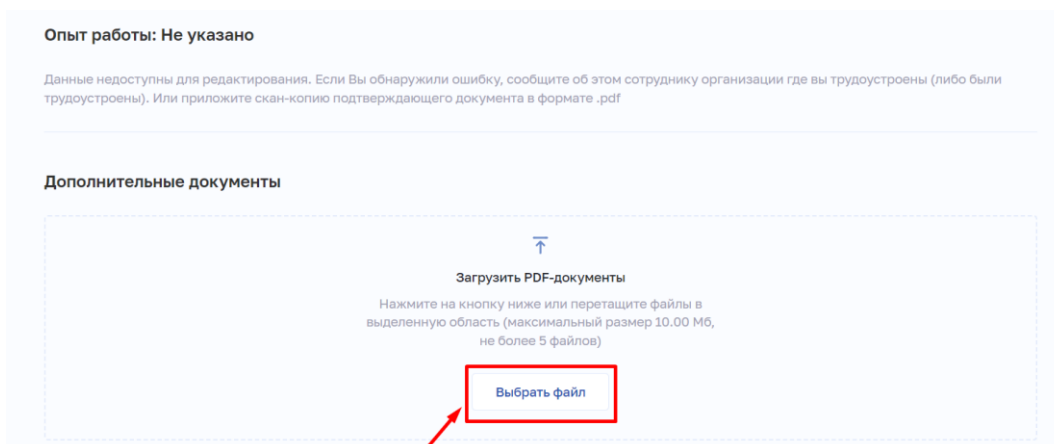 Опыт работы: Не указано
Данные недоступны для редактирования. Если Вы обнаружили ошибку, сообщите об этом сотруднику организации где вы трудоустроены (либо были
трудоустроены). Или приложите скан-копию подтверждающего документа в формате .pdf
Дополнительные документы
Загрузить PDF-документы
Нажмите на кнопку ниже или перетащите файлы в
выделенную область (максимальный размер 10.00 Мб,
не более 5 файлов)
Выбрать файл